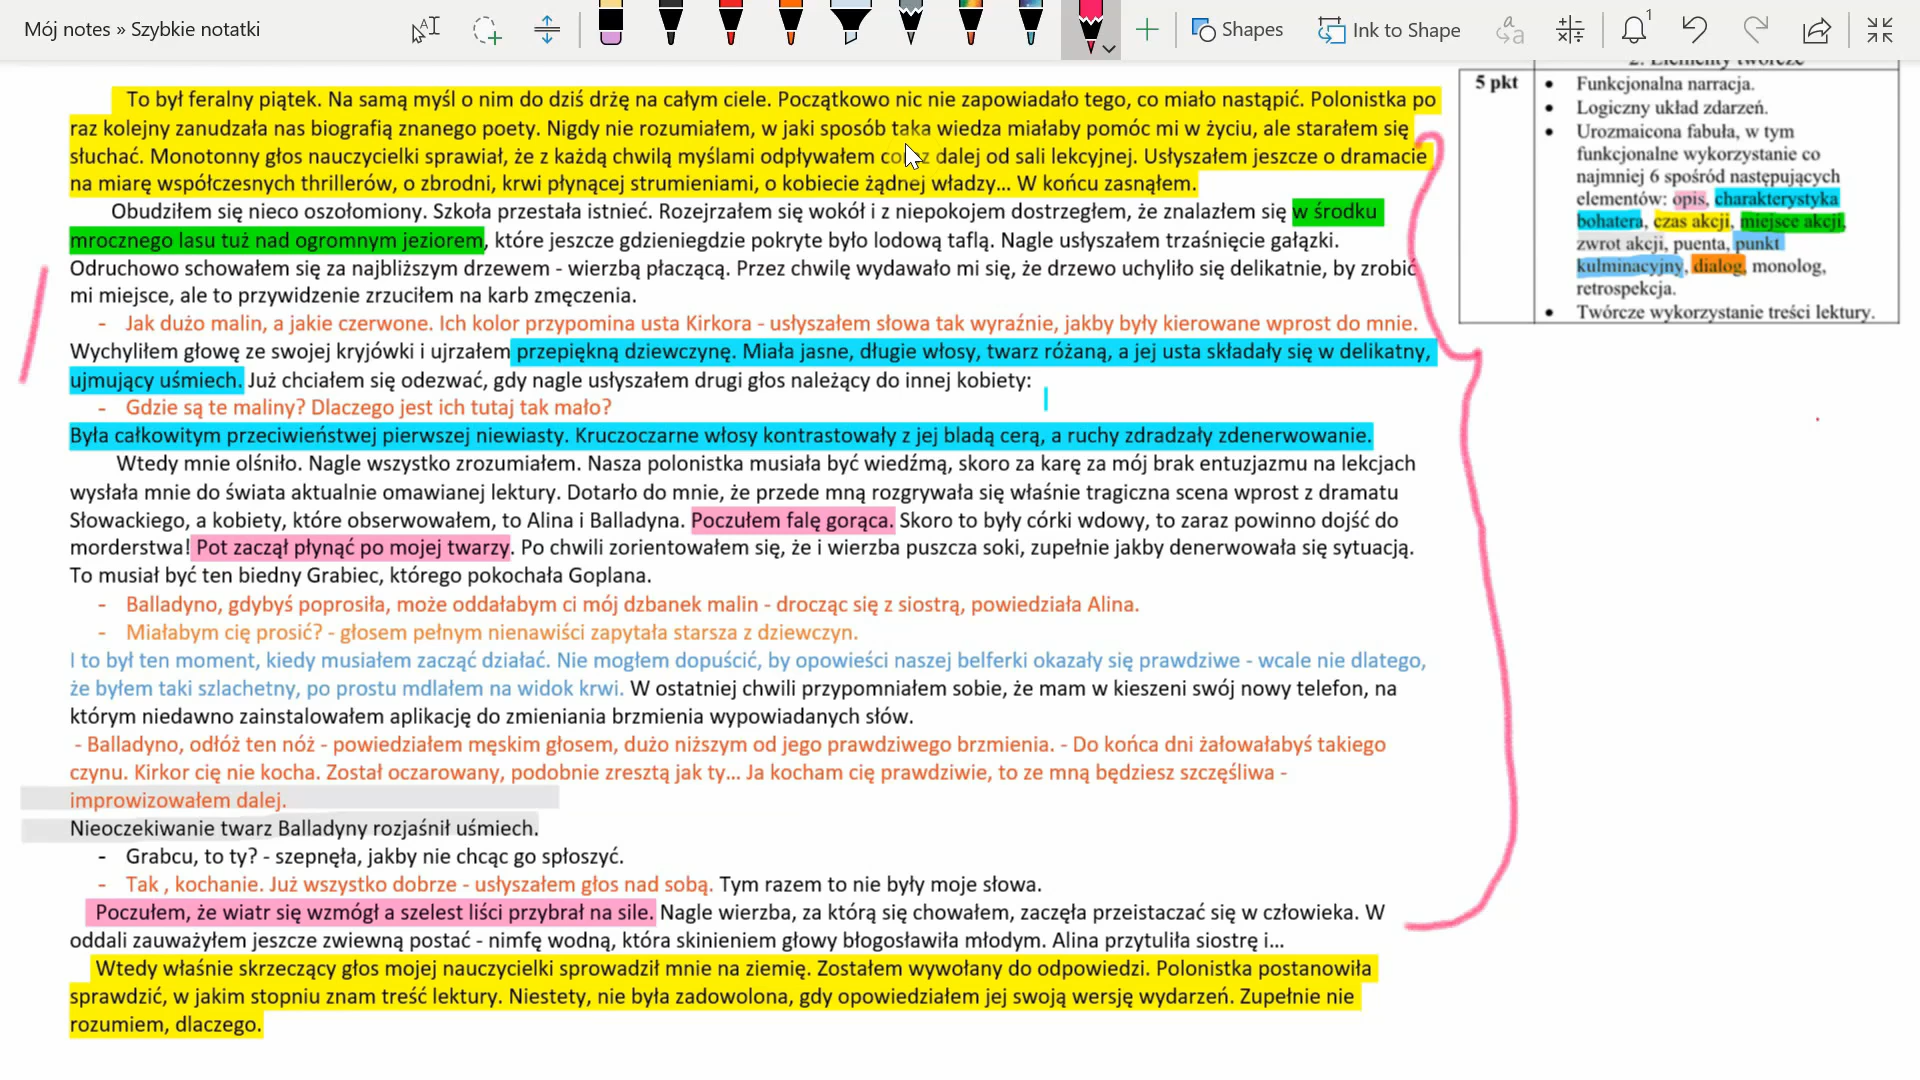 Mój notes » Szybkie notatki
Shapes
Ink to Shape
1
To był feralny piątek. Na samą myśl o nim do dziś drżę na całym ciele. Początkowo nic nie zapowiadało tego, co miało nastąpić. Polonistka po
raz kolejny zanudzała nas biografią znanego poety. Nigdy nie rozumiałem, w jaki sposób taka wiedza miałaby pomóc mi w życiu, ale starałem się
słuchać. Monotonny głos nauczycielki sprawiał, że z każdą chwilą myślami odpływałem coraz dalej od sali lekcyjnej. Usłyszałem jeszcze o dramacie
na miarę współczesnych thrillerów, o zbrodni, krwi płynącej strumieniami, o kobiecie żądnej władzy... W końcu zasnąłem.
Obudziłem się nieco oszołomiony. Szkoła przestała istnieć. Rozejrzałem się wokół i z niepokojem dostrzegłem, że znalazłem się w środku
mrocznego lasu tuż nad ogromnym jeziorem, które jeszcze gdzieniegdzie pokryte było lodową taflą. Nagle usłyszałem trzaśnięcie gałązki.
Odruchowo schowałem się za najbliższym drzewem - wierzbą płaczącą. Przez chwilę wydawało mi się, że drzewo uchyliło się delikatnie, by zrobić
mi miejsce, ale to przywidzenie zrzuciłem na karb zmęczenia.
- Jak dużo malin, a jakie czerwone. Ich kolor przypomina usta Kirkora - usłyszałem słowa tak wyraźnie, jakby były kierowane wprost do mnie.
Wychyliłem głowę ze swojej kryjówki i ujrzałem przepiękną dziewczynę. Miała jasne, długie włosy, twarz różaną, a jej usta składały się w delikatny,
ujmujący uśmiech. Już chciałem się odezwać, gdy nagle usłyszałem drugi głos należący do innej kobiety:
- Gdzie są te maliny? Dlaczego jest ich tutaj tak mało?
Była całkowitym przeciwieństwej pierwszej niewiasty. Kruczoczarne włosy kontrastowały z jej bladą cerą, a ruchy zdradzały zdenerwowanie.
Wtedy mnie olśniło. Nagle wszystko zrozumiałem. Nasza polonistka musiała być wiedźmą, skoro za karę za mój brak entuzjazmu na lekcjach
wysłała mnie do świata aktualnie omawianej lektury. Dotarło do mnie, że przede mną rozgrywała się właśnie tragiczna scena wprost z dramatu
Słowackiego, a kobiety, które obserwowałem, to Alina i Balladyna. Poczułem falę gorąca. Skoro to były córki wdowy, to zaraz powinno dojść do
morderstwa! Pot zaczął płynąć po mojej twarzy. Po chwili zorientowałem się, że i wierzba puszcza soki, zupełnie jakby denerwowała się sytuacją.
To musiał być ten biedny Grabiec, którego pokochała Goplana.
- Balladyno, gdybyś poprosiła, może oddałabym ci mój dzbanek malin - drocząc się z siostrą, powiedziała Alina.
- Miałabym cię prosić? - głosem pełnym nienawiści zapytała starsza z dziewczyn.
I to był ten moment, kiedy musiałem zacząć działać. Nie mogłem dopuścić, by opowieści naszej belferki okazały się prawdziwe - wcale nie dlatego,
że byłem taki szlachetny, po prostu mdlałem na widok krwi. W ostatniej chwili przypomniałem sobie, że mam w kieszeni swój nowy telefon, na
którym niedawno zainstalowałem aplikację do zmieniania brzmienia wypowiadanych słów.
- Balladyno, odłóż ten nóż - powiedziałem męskim głosem, dużo niższym od jego prawdziwego brzmienia. - Do końca dni żałowałabyś takiego
czynu. Kirkor cię nie kocha. Został oczarowany, podobnie zresztą jak ty... Ja kocham cię prawdziwie, to ze mną będziesz szczęśliwa -
improwizowałem dalej.
Nieoczekiwanie twarz Balladyny rozjaśnił uśmiech.
- Grabcu, to ty? - szepnęła, jakby nie chcąc go spłoszyć.
- Tak , kochanie. Już wszystko dobrze - usłyszałem głos nad sobą. Tym razem to nie były moje słowa.
Poczułem, że wiatr się wzmógł a szelest liści przybrał na sile. Nagle wierzba, za którą się chowałem, zaczęła przeistaczać się w człowieka. W
oddali zauważyłem jeszcze zwiewną postać - nimfę wodną, która skinieniem głowy błogosławiła młodym. Alina przytuliła siostrę i...
Wtedy właśnie skrzeczący głos mojej nauczycielki sprowadził mnie na ziemię. Zostałem wywołany do odpowiedzi. Polonistka postanowiła
sprawdzić, w jakim stopniu znam treść lektury. Niestety, nie była zadowolona, gdy opowiedziałem jej swoją wersję wydarzeń. Zupełnie nie
rozumiem, dlaczego.
2. Elementy twórcze
5 pkt
• Funkcjonalna narracja.
• Logiczny układ zdarzeń.
• Urozmaicona fabuła, w tym
funkcjonalne wykorzystanie co
najmniej 6 spośród następujących
elementów: opis, charakterystyka
bohatera, czas akcji, miejsce akcji,
zwrot akcji, puenta, punkt
kulminacyjny, dialog, monolog,
retrospekcja.
• Twórcze wykorzystanie treści lektury.